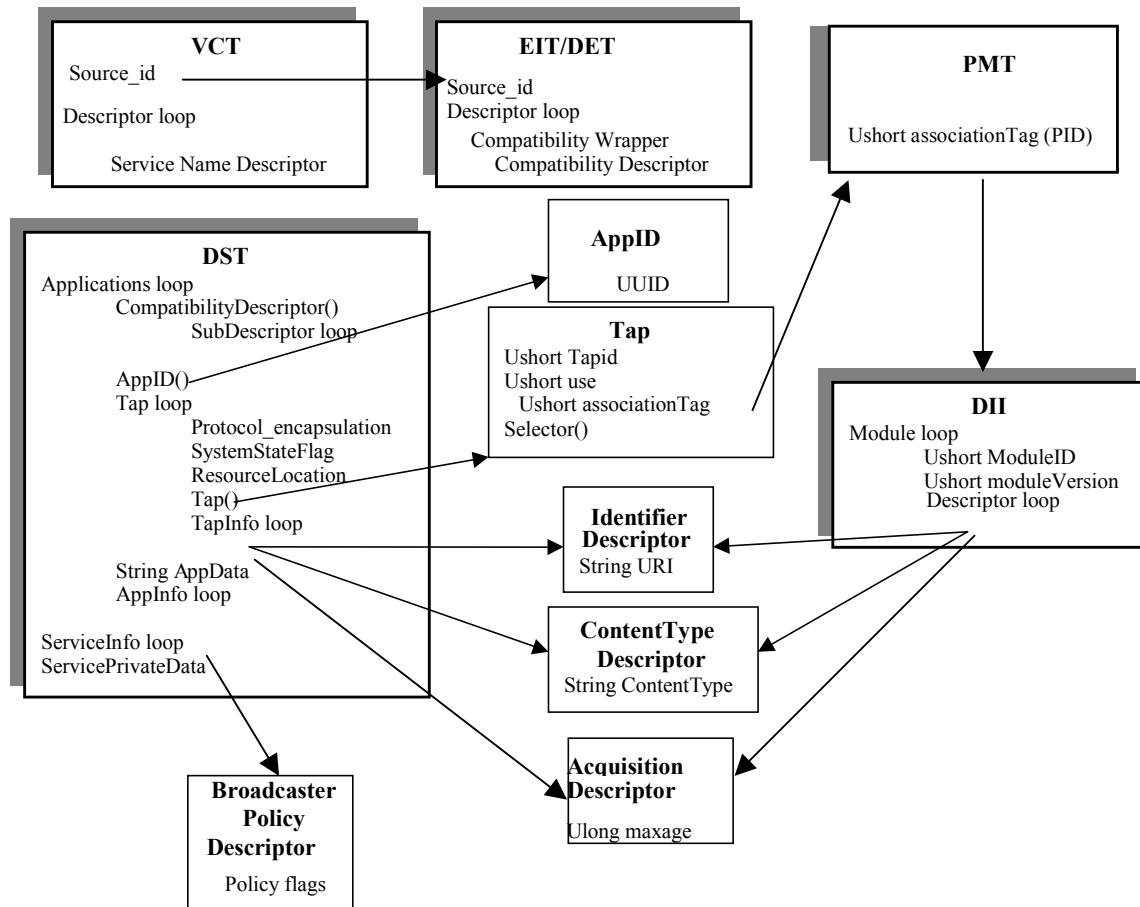 VCT
Source_id
Descriptor loop
Service Name Descriptor
EIT/DET
Source_id
Descriptor loop
Compatibility Wrapper
Compatibility Descriptor
PMT
Ushort associationTag (PID)
DST
Applications loop
CompatibilityDescriptor()
SubDescriptor loop
AppID()
Tap loop
Protocol_encapsulation
SystemStateFlag
ResourceLocation
Tap()
TapInfo loop
String AppData
AppInfo loop
ServiceInfo loop
ServicePrivateData
AppID
UUID
Tap
Ushort Tapid
Ushort use
Ushort associationTag
Selector()
DII
Module loop
Ushort ModuleID
Ushort moduleVersion
Descriptor loop
Identifier
Descriptor
String URI
ContentType
Descriptor
String ContentType
Acquisition
Descriptor
Ulong maxage
Broadcaster
Policy
Descriptor
Policy flags